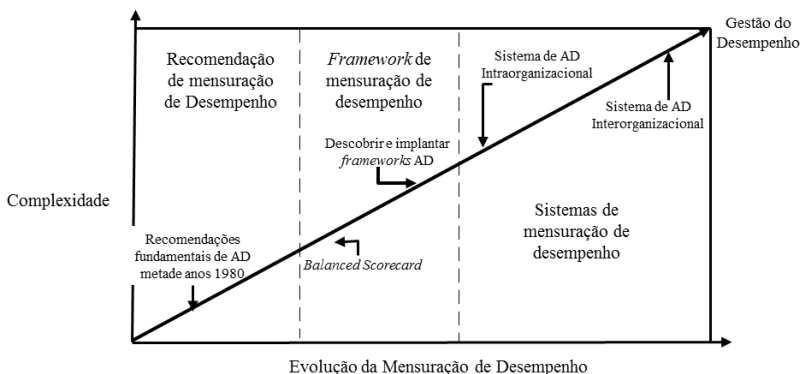 Gestão do
Desempenho
Recomendação
de mensuração
de Desempenho
Framework de
mensuração de
desempenho
Sistema de AD
Intraorganizacional
Sistema de AD
Interorganizacional
Descobrir e implantar
frameworks AD
Complexidade
Sistemas de
mensuração de
desempenho
Recomendações
fundamentais de AD
metade anos 1980
Balanced Scorecard
Evolução da Mensuração de Desempenho